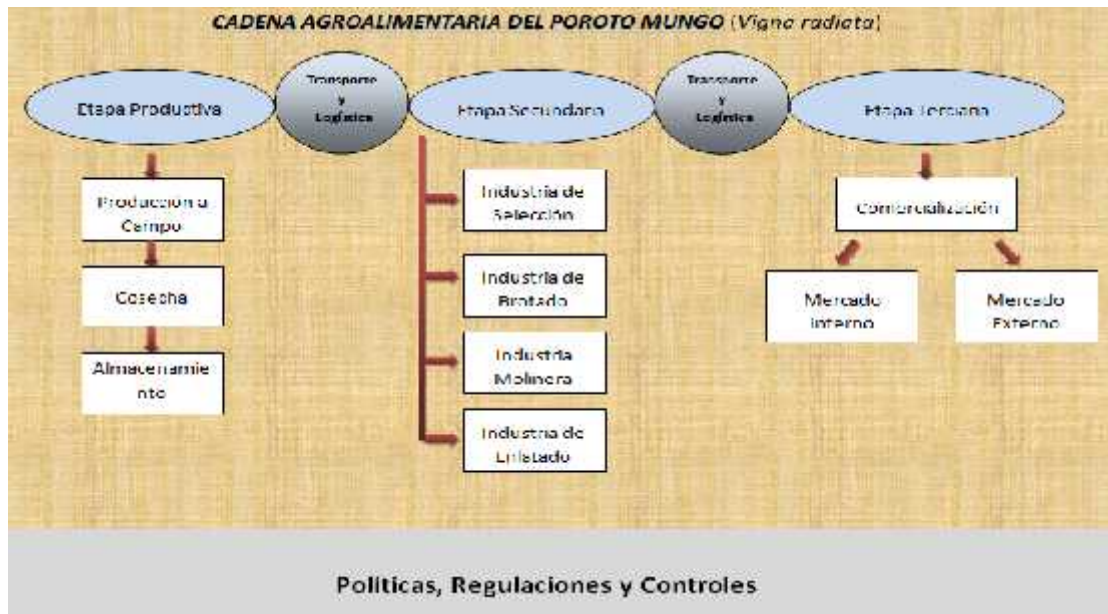 CADENA AGROALIMENTARIA DEL POROTO MUNGO (Vigna radiata)
Etapa Productiva
Transporte
y
Logística
Etapa Secundaria
Transporte
y
Logística
Etapa Terciaria
Producción a
Campo
Cosecha
Almacenamie
nto
Industria de
Selección
Industria de
Brotado
Industria
Molinera
Industria de
Enlatado
Comercialización
Mercado
Interno
Mercado
Externo
Políticas, Regulaciones y Controles